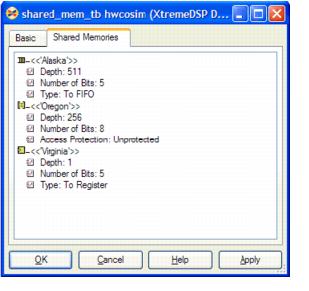 shared_mem_tb hwcosim (XtremeDSP D...
Basic Shared Memories
<<'Alaska'>>
Depth: 511
Number of Bits: 5
Type: To FIFO
<<'Oregon'>>
Depth: 256
Number of Bits: 8
Access Protection: Unprotected
<<'Virginia'>>
Depth: 1
Number of Bits: 5
Type: To Register
OK Cancel Help Apply